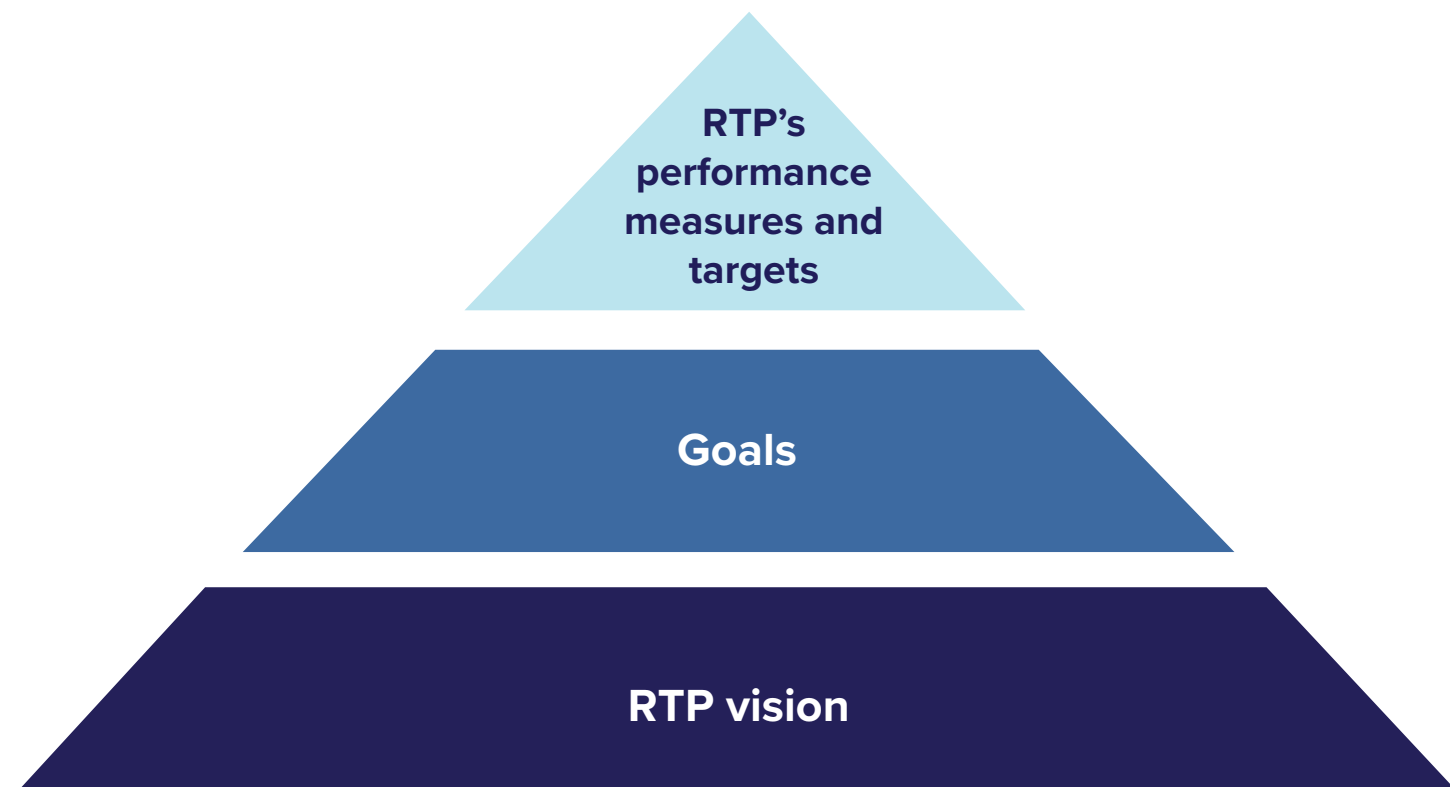 RTP’s
performance
measures and
targets
Goals
RTP vision